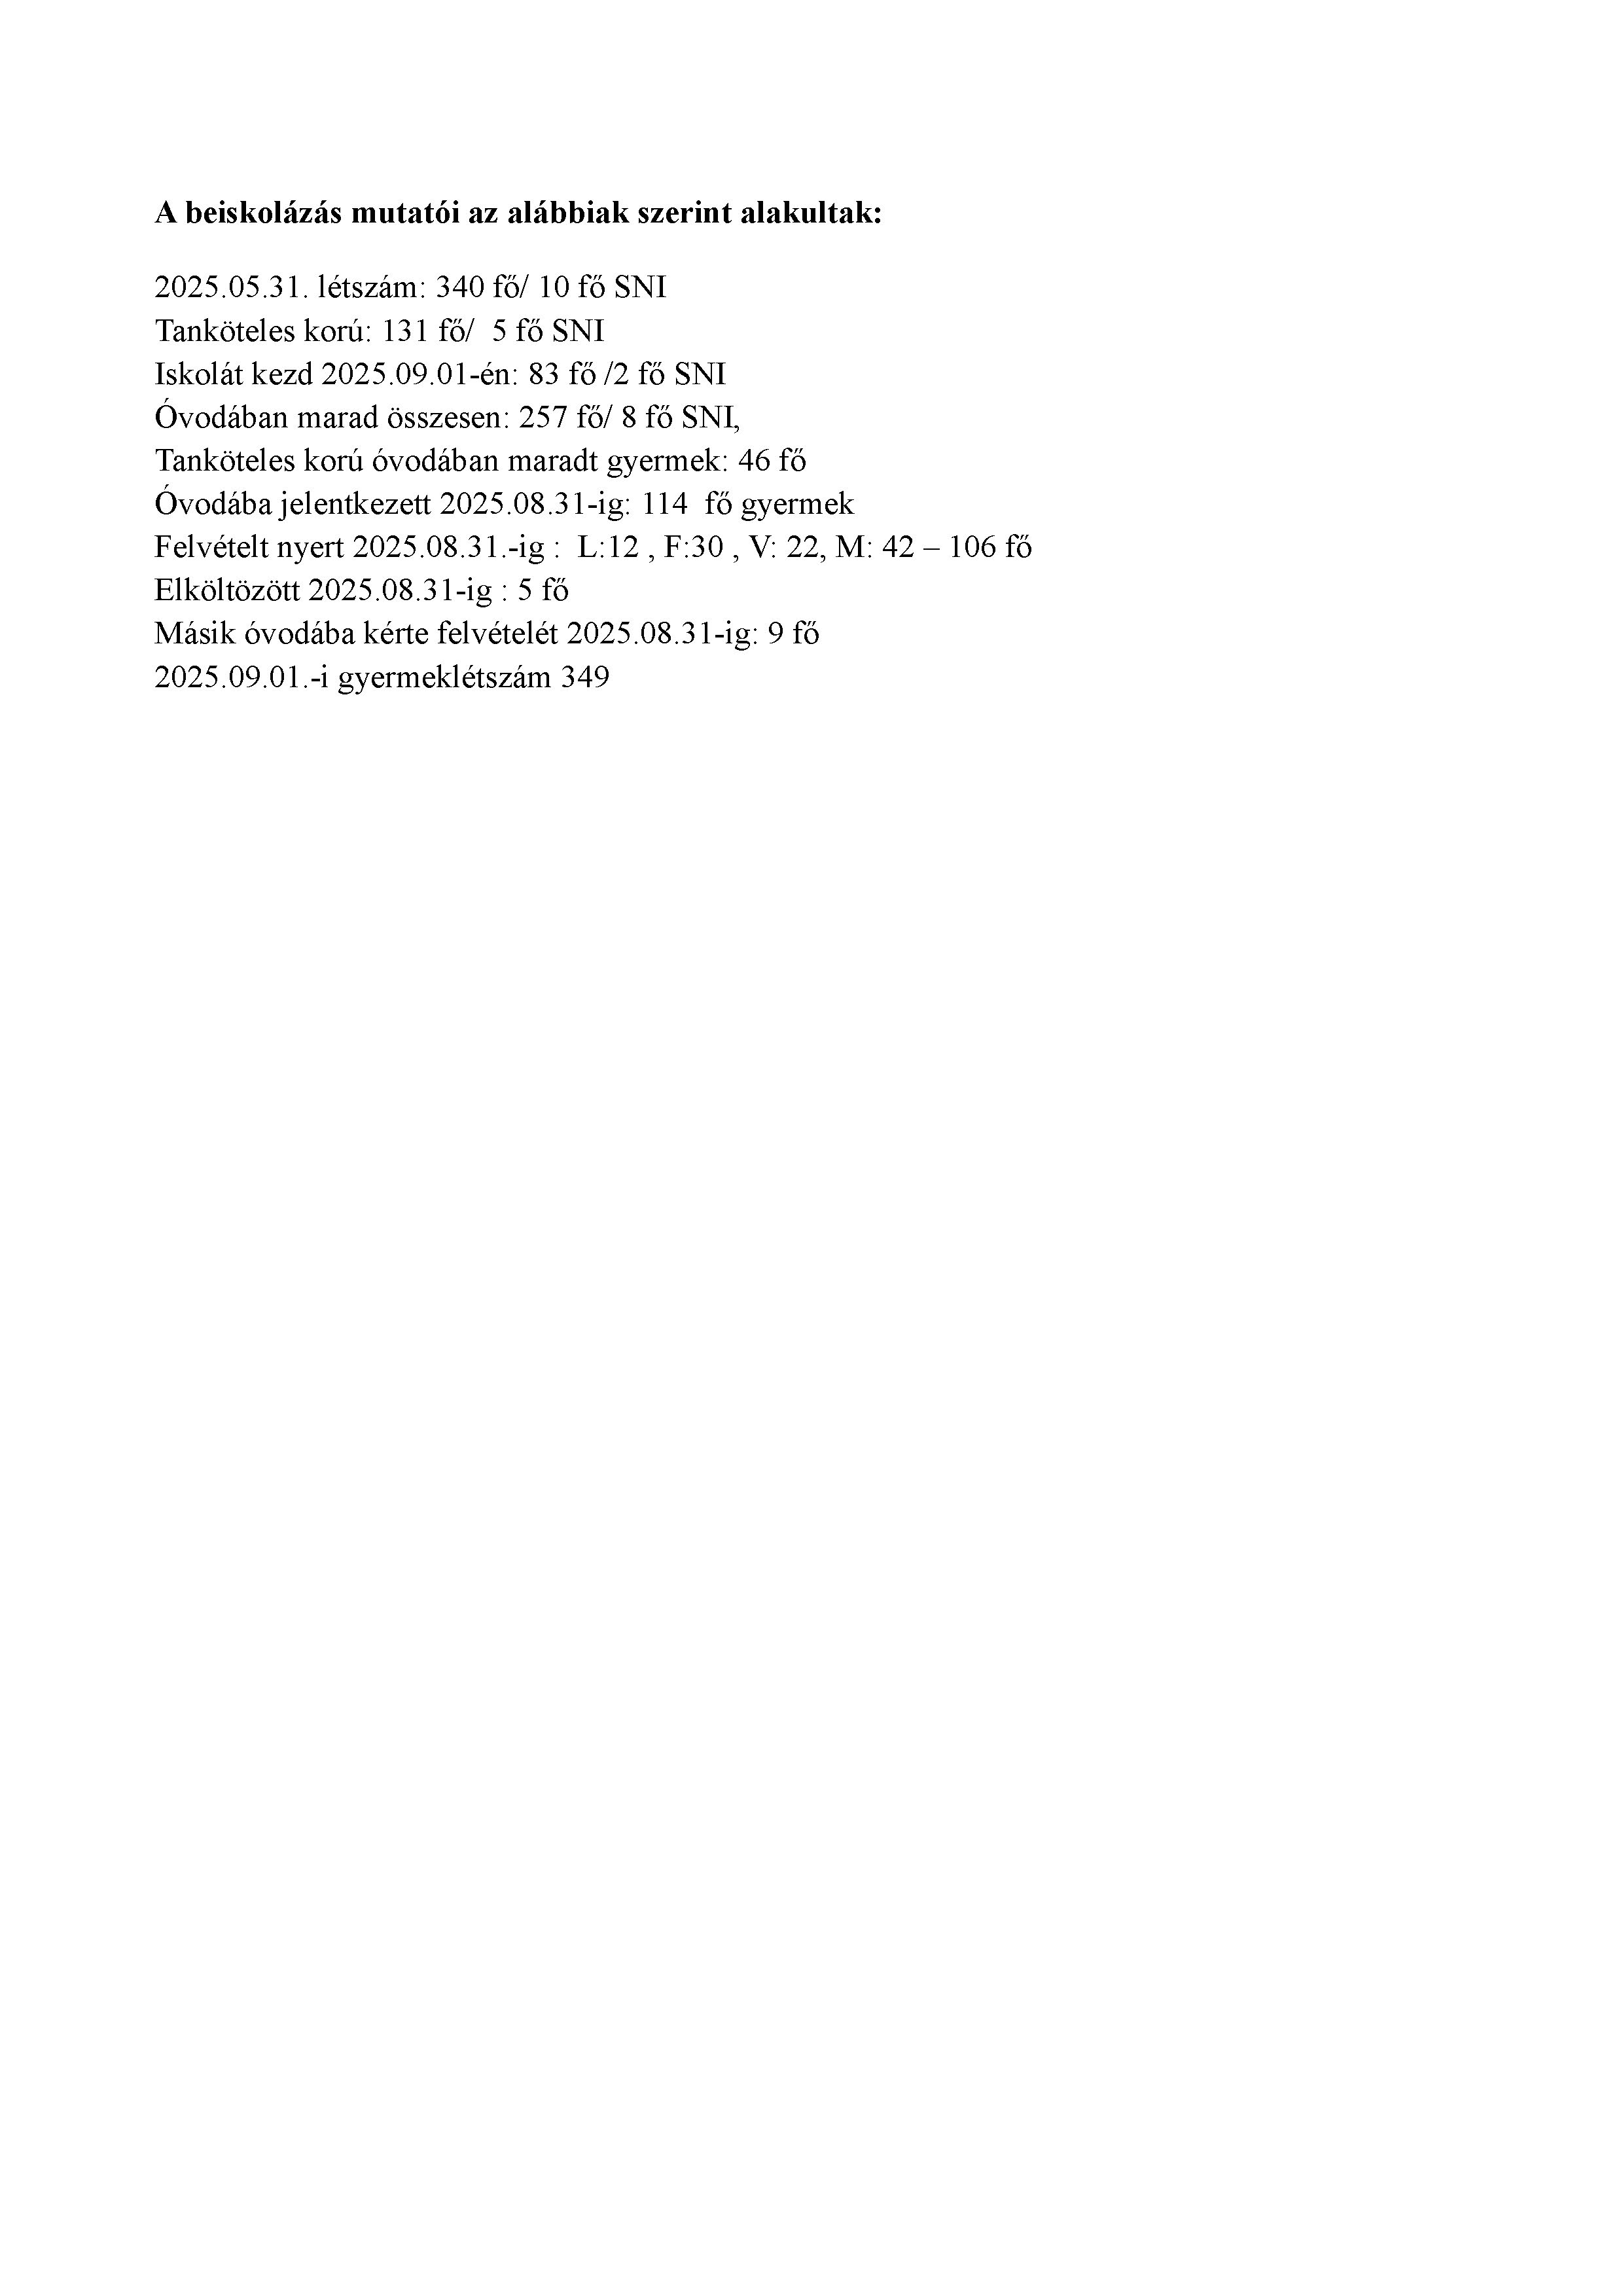 A beiskolázás mutatói az alábbiak szerint alakultak:
2025.05.31. létszám: 340 fő/ 10 fő SNI
Tanköteles korú: 131 fő/  5 fő SNI
Iskolát kezd 2025.09.01-én: 83 fő /2 fő SNI
Óvodában marad összesen: 257 fő/ 8 fő SNI,
Tanköteles korú óvodában maradt gyermek: 46 fő
Óvodába jelentkezett 2025.08.31-ig: 114  fő gyermek
Felvételt nyert 2025.08.31.-ig :  L:12 , F:30 , V: 22, M: 42 – 106 fő
Elköltözött 2025.08.31-ig : 5 fő
Másik óvodába kérte felvételét 2025.08.31-ig: 9 fő
2025.09.01.-i gyermeklétszám 349